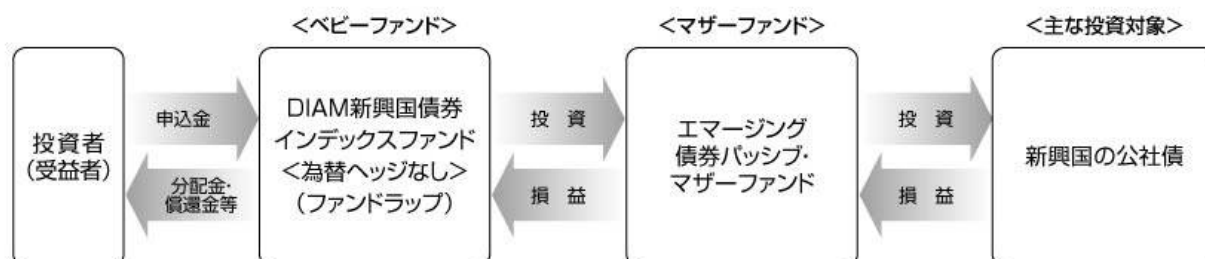 <ベビーファンド>
<マザーファンド>
<主な投資対象>
投資者
(受益者)
申込金
分配金・
償還金等
DIAM新興国債券
インデックスファンド
<為替ヘッジなし>
(ファンドラップ)
投 資
損 益
エマージング
債券パッシブ・
マザーファンド
投 資
損 益
新興国の公社債